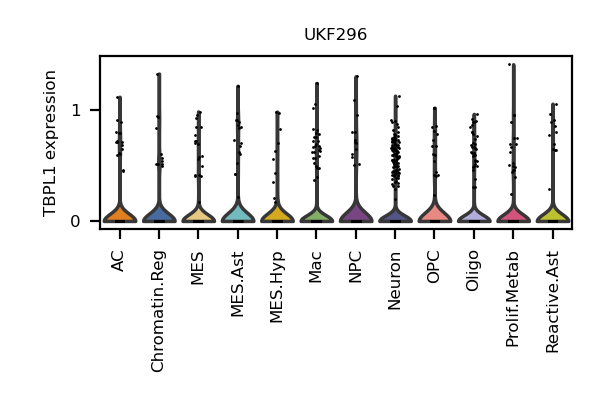 UKF296
TBPL1 expression
1
0
AC
Chromatin.Reg
MES
MES.Ast
MES.Hyp
Mac
NPC
Neuron
OPC
Oligo
Prolif.Metab
Reactive.Ast